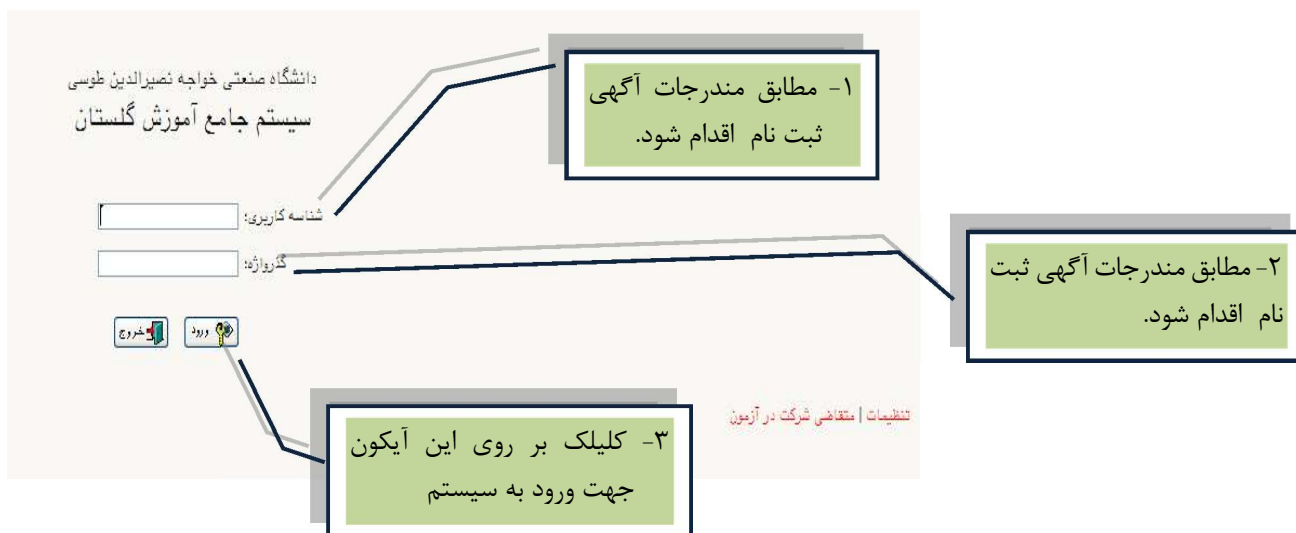 دانشگاه صنعتی خواجه نصیرالدین طوسی
سیستم جامع آموزش گلستان
۱- مطابق مندرجات آگهی
ثبت نام اقدام شود.
شناسه کاربری:
گذرواژه:
۲- مطابق مندرجات آگهی ثبت
نام اقدام شود.
ورود
خروج
تنظیمات | متقاضی شرکت در آزمون
۳- کلیلک بر روی این آیکون
جهت ورود به سیستم